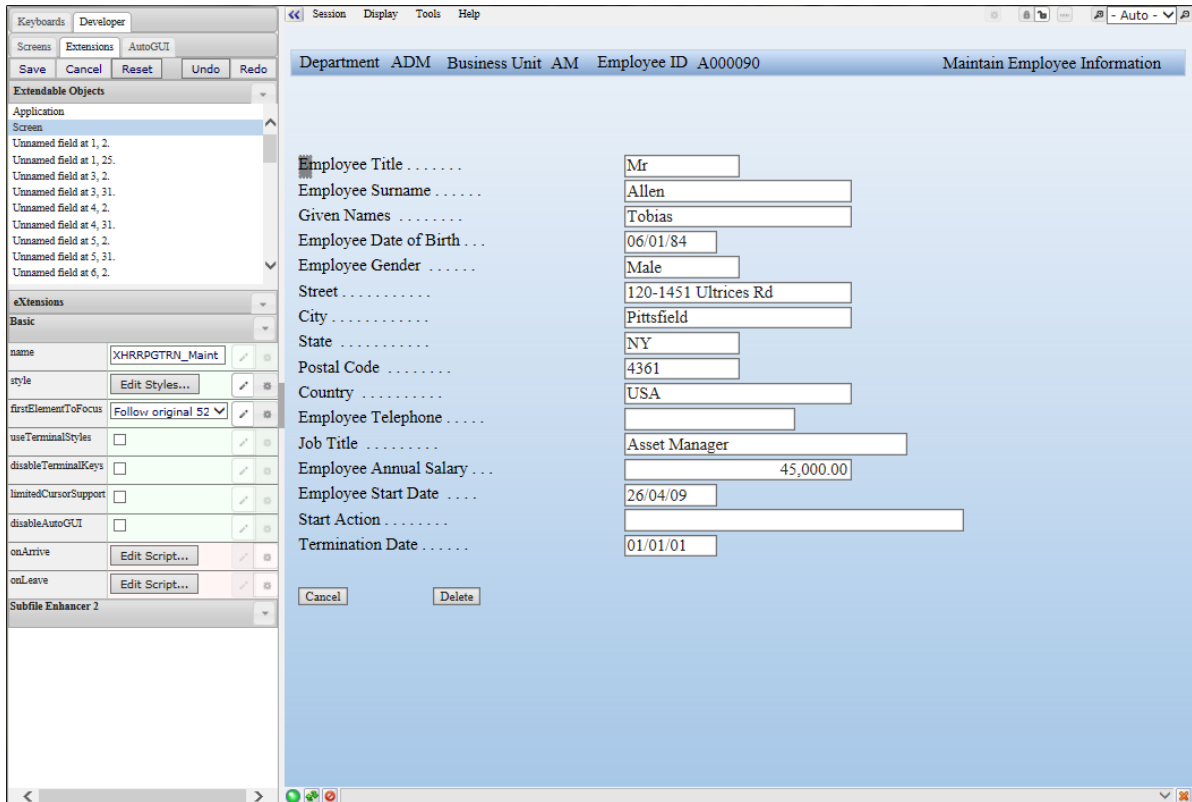 Keyboards Developer
Screens Extensions AutoGUI
Save Cancel Reset Undo Redo
Extendable Objects
Application
Screen
Unnamed field at 1, 2.
Unnamed field at 1, 25.
Unnamed field at 3, 2.
Unnamed field at 3, 31.
Unnamed field at 4, 2.
Unnamed field at 4, 31.
Unnamed field at 5, 2.
Unnamed field at 5, 31.
Unnamed field at 6, 2.
eXtensions
Basic
name XHRRPGTRN_Maint
style Edit Styles...
firstElementToFocus Follow original 52
useTerminalStyles
disableTerminalKeys
limitedCursorSupport
disableAutoGUI
onArrive Edit Script...
onLeave Edit Script...
Subfile Enhancer 2
Session Display Tools Help
- Auto -
Department ADM Business Unit AM Employee ID A000090 Maintain Employee Information
Employee Title . . . . . . . Mr
Employee Surname . . . . . . Allen
Given Names . . . . . . . . Tobias
Employee Date of Birth . . . 06/01/84
Employee Gender . . . . . . Male
Street . . . . . . . . . . . 120-1451 Ultrices Rd
City . . . . . . . . . . . . Pittsfield
State . . . . . . . . . . . NY
Postal Code . . . . . . . . 4361
Country . . . . . . . . . . USA
Employee Telephone . . . . .
Job Title . . . . . . . . . Asset Manager
Employee Annual Salary . . . 45,000.00
Employee Start Date . . . . 26/04/09
Start Action . . . . . . . .
Termination Date . . . . . . 01/01/01
Cancel Delete